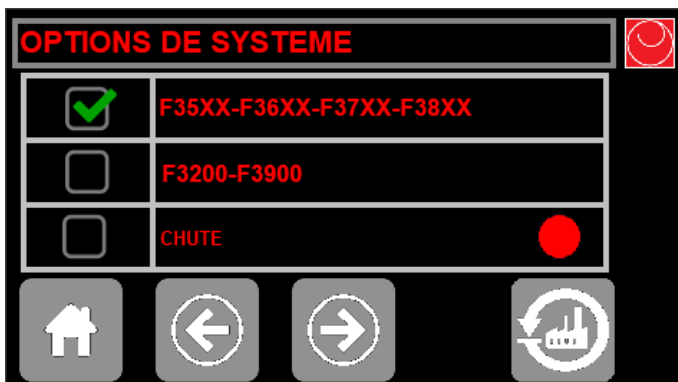 OPTIONS DE SYSTEME
F35XX-F36XX-F37XX-F38XX
F3200-F3900
CHUTE